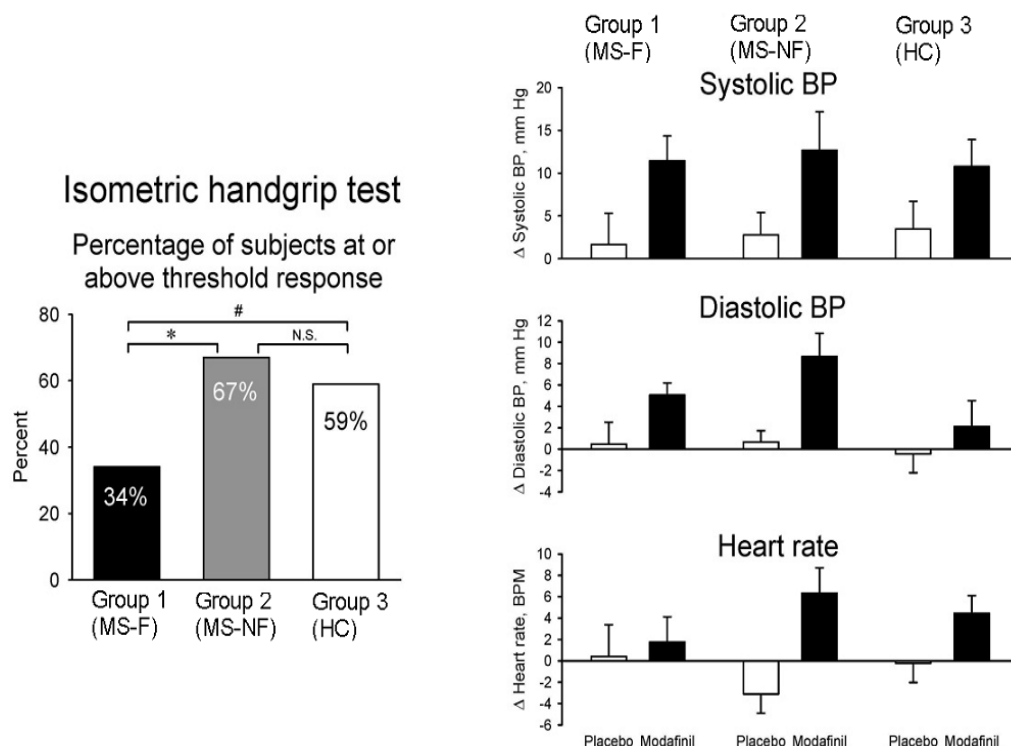 Isometric handgrip test
Percentage of subjects at or
above threshold response
80
60
40
20
0
Percent
#
*
N.S.
34%
67%
59%
Group 1
(MS-F)
Group 2
(MS-NF)
Group 3
(HC)
Group 1
(MS-F)
Group 2
(MS-NF)
Group 3
(HC)
Systolic BP
Δ Systolic BP, mm Hg
20
15
10
5
0
Diastolic BP
Δ Diastolic BP, mm Hg
12
10
8
6
4
2
0
-2
-4
Heart rate
Δ Heart rate, BPM
10
8
6
4
2
0
-2
-4
-6
Placebo Modafinil
Placebo Modafinil
Placebo Modafinil